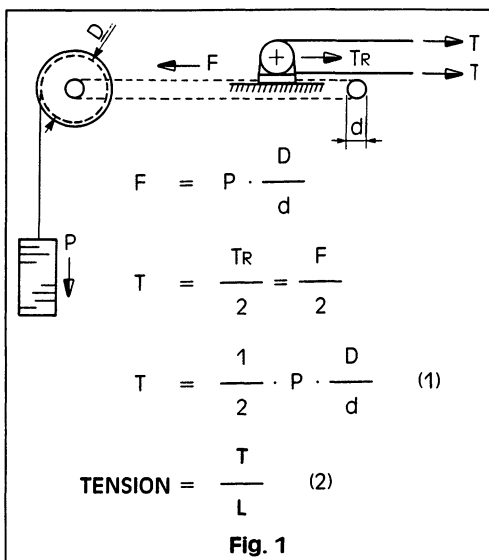 D
F
TR
T
T
d
P
F = P · D / d
T = TR / 2 = F / 2
T = 1 / 2 · P · D / d (1)
TENSION = T / L (2)
Fig. 1